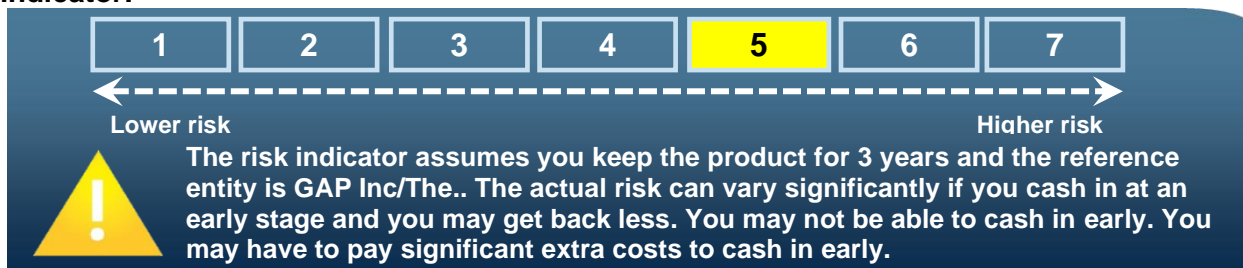 1 2 3 4 5 6 7
Lower risk Higher risk
The risk indicator assumes you keep the product for 3 years and the reference
entity is GAP Inc/The.. The actual risk can vary significantly if you cash in at an
early stage and you may get back less. You may not be able to cash in early. You
may have to pay significant extra costs to cash in early.